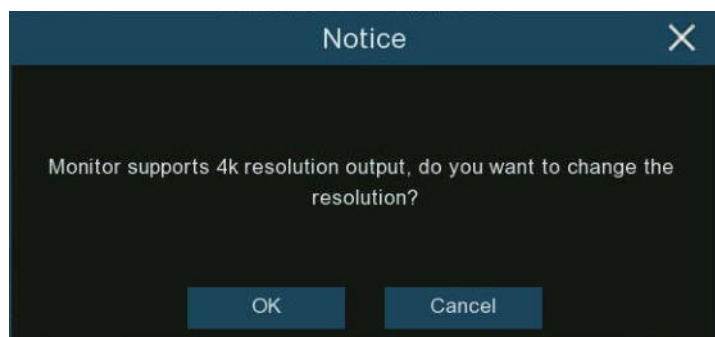 Notice
Monitor supports 4k resolution output, do you want to change the
resolution?
OK Cancel